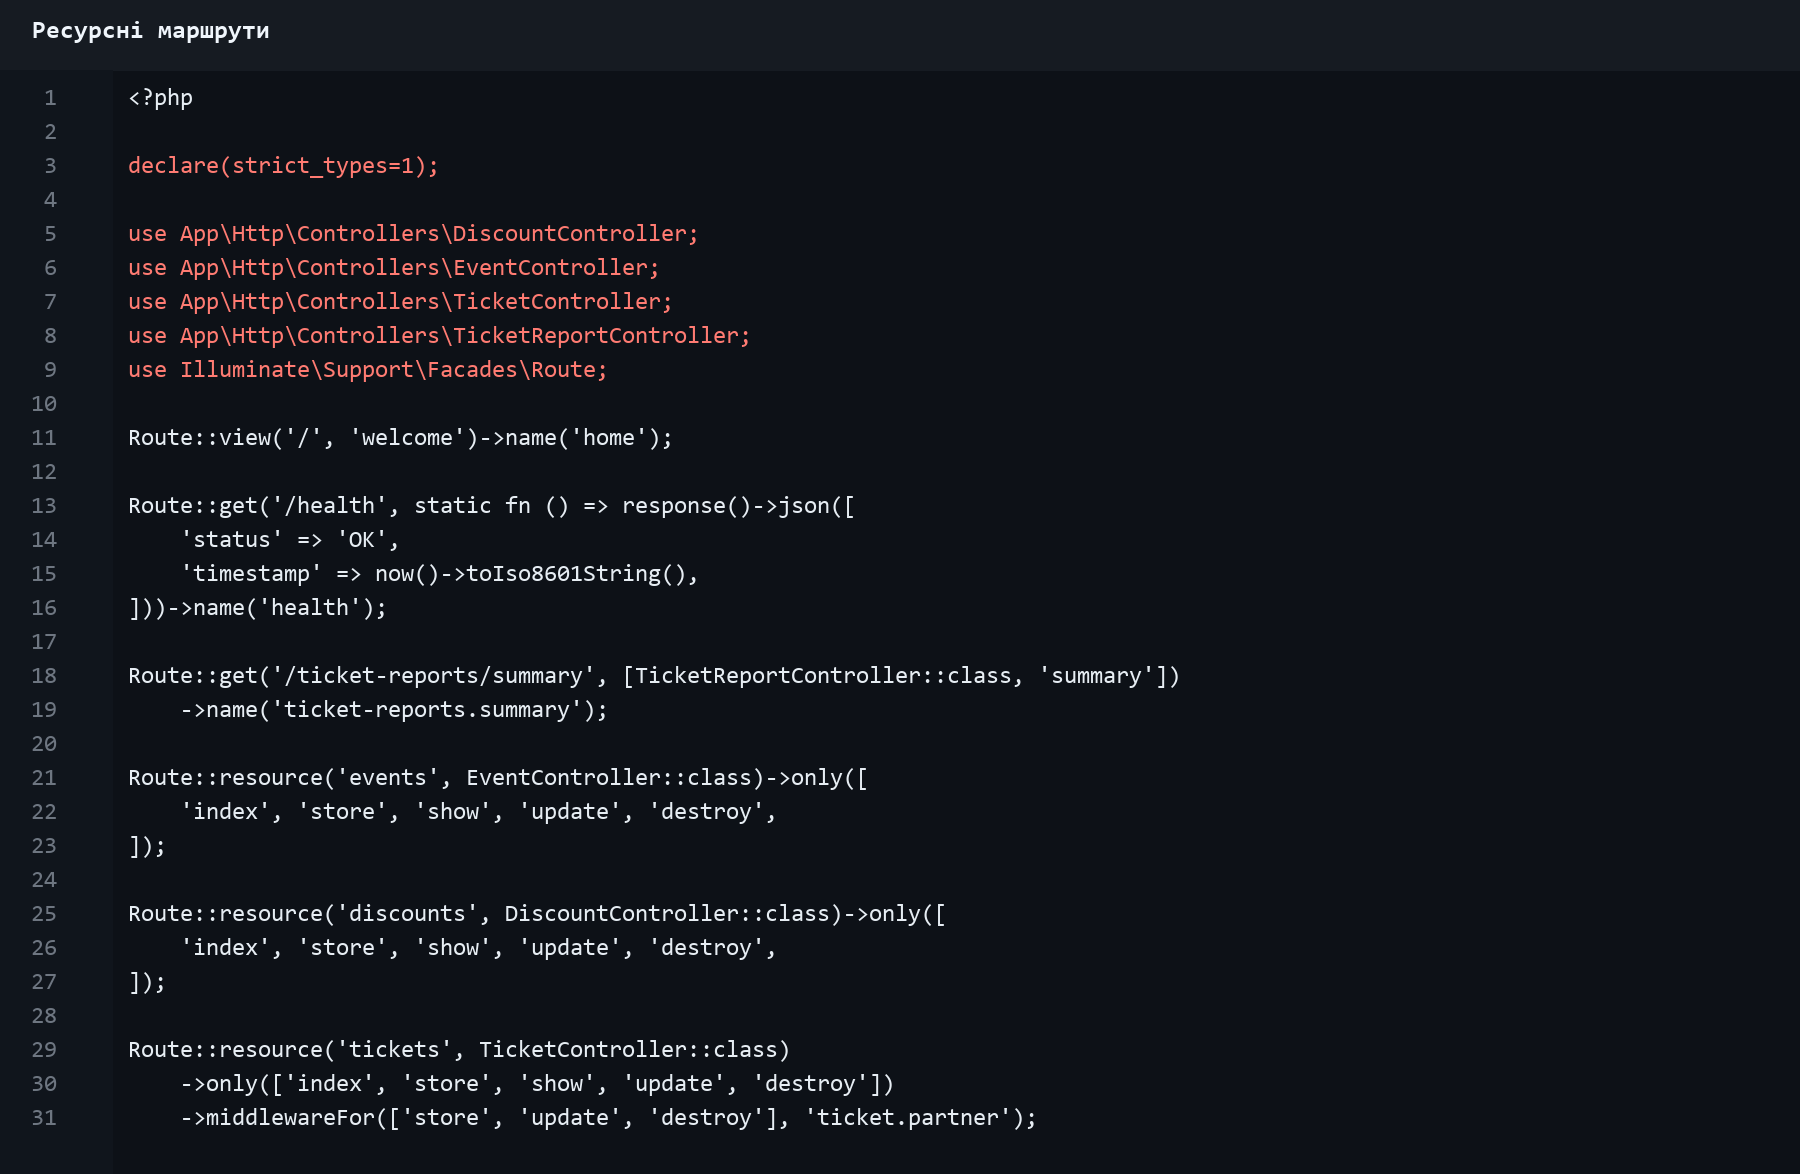 Ресурсні маршрути
1 <?php
2
3 declare(strict_types=1);
4
5 use App\Http\Controllers\DiscountController;
6 use App\Http\Controllers\EventController;
7 use App\Http\Controllers\TicketController;
8 use App\Http\Controllers\TicketReportController;
9 use Illuminate\Support\Facades\Route;
10
11 Route::view('/', 'welcome')->name('home');
12
13 Route::get('/health', static fn () => response()->json([
14     'status' => 'OK',
15     'timestamp' => now()->toIso8601String(),
16 ]))->name('health');
17
18 Route::get('/ticket-reports/summary', [TicketReportController::class, 'summary'])
19     ->name('ticket-reports.summary');
20
21 Route::resource('events', EventController::class)->only([
22     'index', 'store', 'show', 'update', 'destroy',
23 ]);
24
25 Route::resource('discounts', DiscountController::class)->only([
26     'index', 'store', 'show', 'update', 'destroy',
27 ]);
28
29 Route::resource('tickets', TicketController::class)
30     ->only(['index', 'store', 'show', 'update', 'destroy'])
31     ->middlewareFor(['store', 'update', 'destroy'], 'ticket.partner');